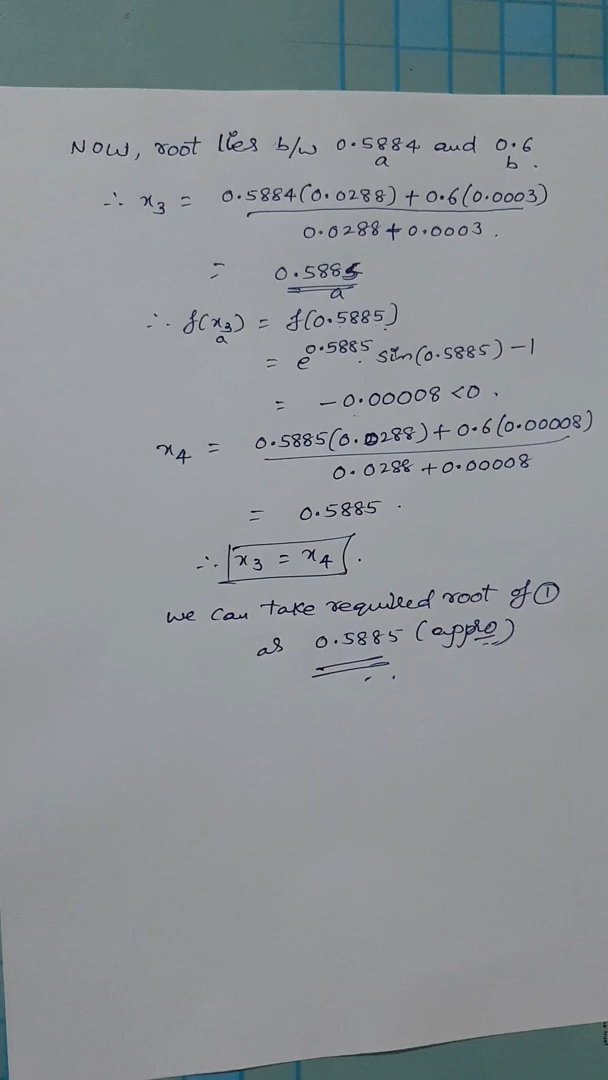 NOW, root lies b/w 0.5884 and 0.6
a b.
∴ x3 = 0.5884(0.0288) + 0.6(0.0003)
0.0288 + 0.0003.
= 0.5885
a
∴ f(x3) = f(0.5885)
a
= e^0.5885 . sin(0.5885) - 1
= - 0.00008 < 0.
x4 = 0.5885(0.0288) + 0.6(0.00008)
0.0288 + 0.00008
= 0.5885.
∴ x3 = x4.
we can take required root of ①
as 0.5885 (appro)